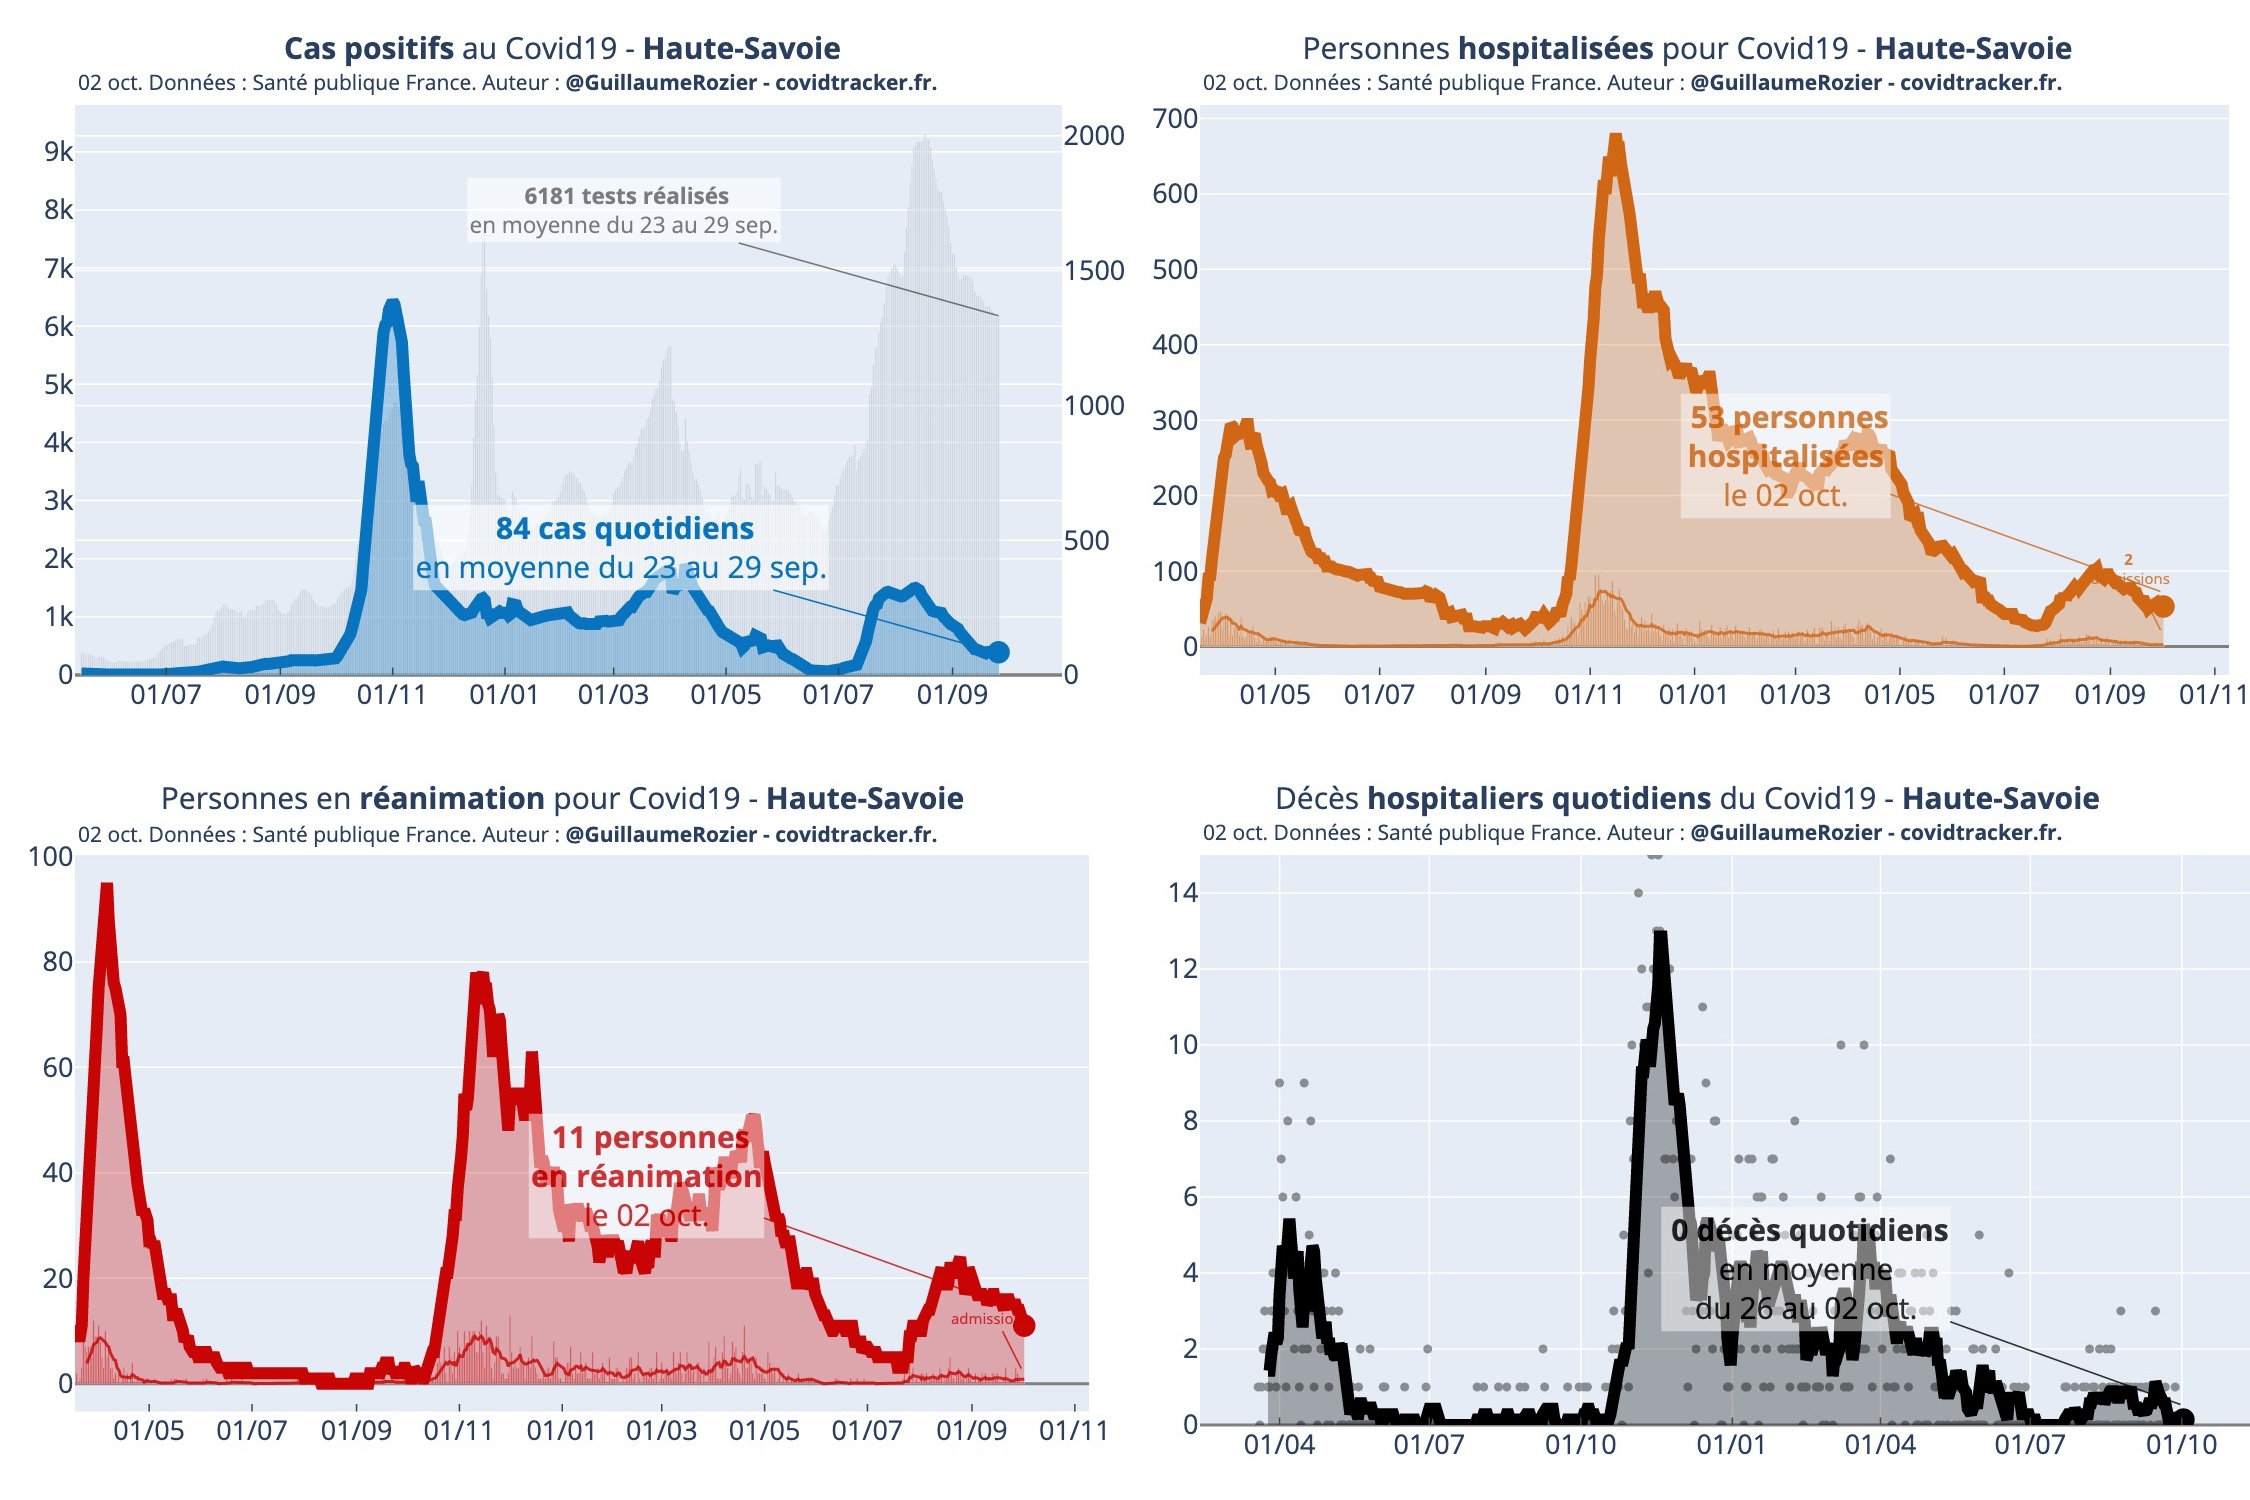 Cas positifs au Covid19 - Haute-Savoie
02 oct. Données : Santé publique France. Auteur : @GuillaumeRozier - covidtracker.fr.
9k
8k
7k
6k
5k
4k
3k
2k
1k
0
2000
1500
1000
500
0
6181 tests réalisés
en moyenne du 23 au 29 sep.
84 cas quotidiens
en moyenne du 23 au 29 sep.
01/07 01/09 01/11 01/01 01/03 01/05 01/07 01/09
Personnes hospitalisées pour Covid19 - Haute-Savoie
02 oct. Données : Santé publique France. Auteur : @GuillaumeRozier - covidtracker.fr.
700
600
500
400
300
200
100
0
53 personnes
hospitalisées
le 02 oct.
2
01/05 01/07 01/09 01/11 01/01 01/03 01/05 01/07 01/09 01/11
Personnes en réanimation pour Covid19 - Haute-Savoie
02 oct. Données : Santé publique France. Auteur : @GuillaumeRozier - covidtracker.fr.
100
80
60
40
20
0
11 personnes
en réanimation
le 02 oct.
01/05 01/07 01/09 01/11 01/01 01/03 01/05 01/07 01/09 01/11
Décès hospitaliers quotidiens du Covid19 - Haute-Savoie
02 oct. Données : Santé publique France. Auteur : @GuillaumeRozier - covidtracker.fr.
14
12
10
8
6
4
2
0
0 décès quotidiens
en moyenne
du 26 au 02 oct.
01/04 01/07 01/10 01/01 01/04 01/07 01/10